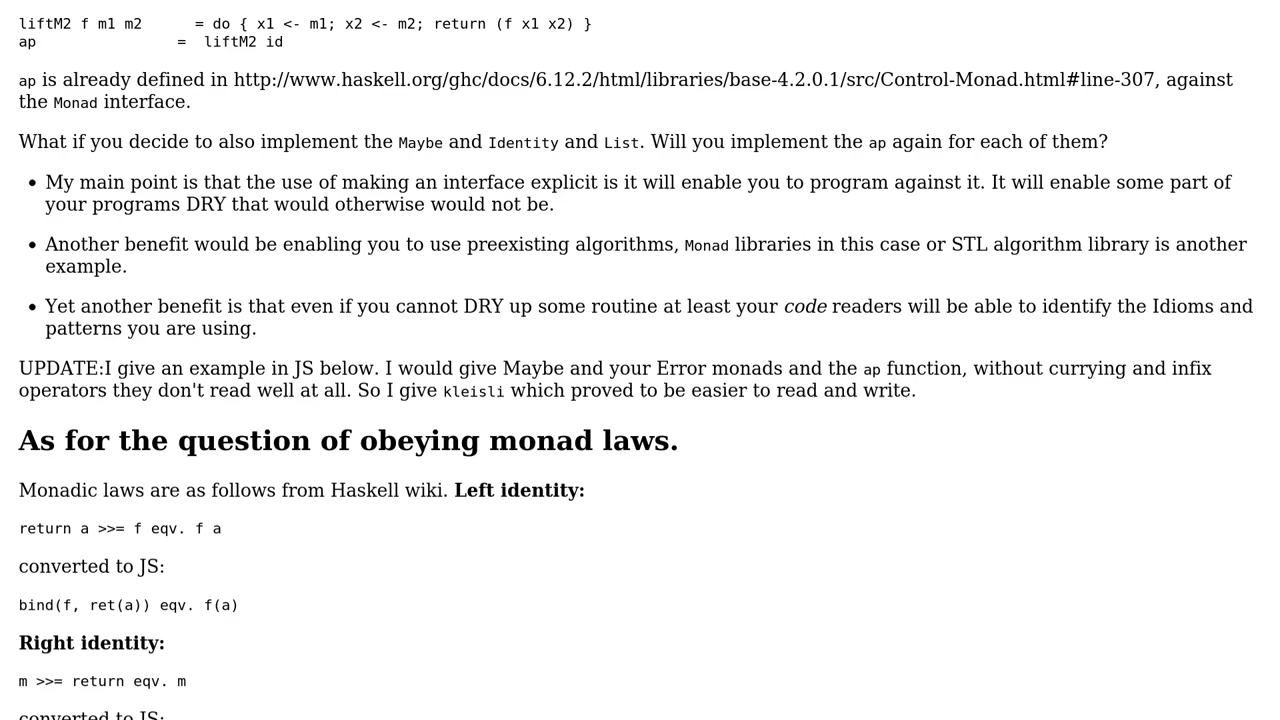 liftM2 f m1 m2      = do { x1 <- m1; x2 <- m2; return (f x1 x2) }
ap                =  liftM2 id
ap is already defined in http://www.haskell.org/ghc/docs/6.12.2/html/libraries/base-4.2.0.1/src/Control-Monad.html#line-307, against
the Monad interface.
What if you decide to also implement the Maybe and Identity and List. Will you implement the ap again for each of them?
• My main point is that the use of making an interface explicit is it will enable you to program against it. It will enable some part of
your programs DRY that would otherwise would not be.
• Another benefit would be enabling you to use preexisting algorithms, Monad libraries in this case or STL algorithm library is another
example.
• Yet another benefit is that even if you cannot DRY up some routine at least your code readers will be able to identify the Idioms and
patterns you are using.
UPDATE:I give an example in JS below. I would give Maybe and your Error monads and the ap function, without currying and infix
operators they don't read well at all. So I give kleisli which proved to be easier to read and write.
As for the question of obeying monad laws.
Monadic laws are as follows from Haskell wiki. Left identity:
return a >>= f eqv. f a
converted to JS:
bind(f, ret(a)) eqv. f(a)
Right identity:
m >>= return eqv. m
converted to JS: